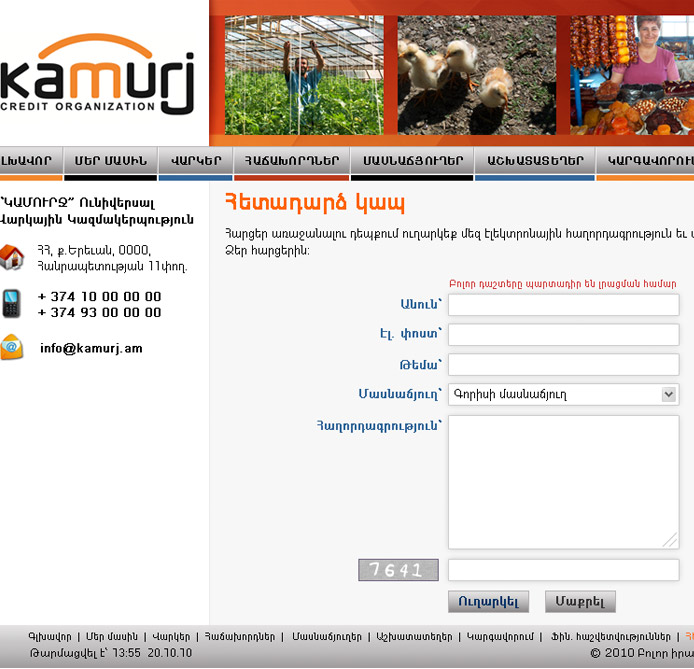 kamurj
CREDIT ORGANIZATION
ԼԽԱՎՈՐ ՄԵՐ ՄԱՍԻՆ ՎԱՐԿԵՐ ՀԱՃԱԽՈՐԴՆԵՐ ՄԱՍՆԱՃՅՈՒՂԵՐ ԱՇԽԱՏԱՏԵՂԵՐ ԿԱՐԳԱՎՈՐՈՒՄ
"ԿԱՄՈՒՐՋ" Ունիվերսալ
Վարկային Կազմակերպություն
ՀՀ, ք.Երեւան, 0000,
Հանրապետության 11փող.
+ 374 10 00 00 00
+ 374 93 00 00 00
info@kamurj.am
Հետադարձ կապ
Հարցեր առաջանալու դեպքում ուղարկեք մեզ էլեկտրոնային հաղորդագրություն եւ
Ձեր հարցերին:
Բոլոր դաշտերը պարտադիր են լրացման համար
Անուն՝
Էլ. փոստ՝
Թեմա՝
Մասնաճյուղ՝ Գորիսի մասնաճյուղ
Հաղորդագրություն՝
7641
Ուղարկել Մաքրել
Գլխավոր | Մեր մասին | Վարկեր | Հաճախորդներ | Մասնաճյուղեր | Աշխատատեղեր | Կարգավորում | Ֆին. հաշվետվություններ |
Թարմացվել է՝ 13:55 20.10.10
© 2010 Բոլոր իրա